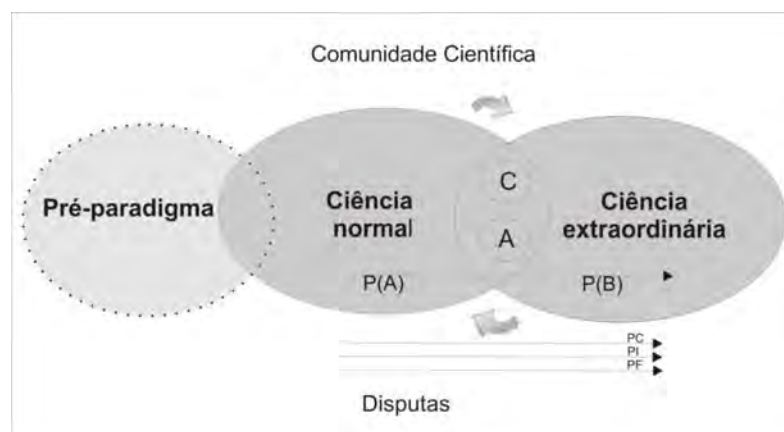 Comunidade Científica
Pré-paradigma
Ciência
normal
C
A
Ciência
extraordinária
P(A)
P(B)
PC
PI
PF
Disputas